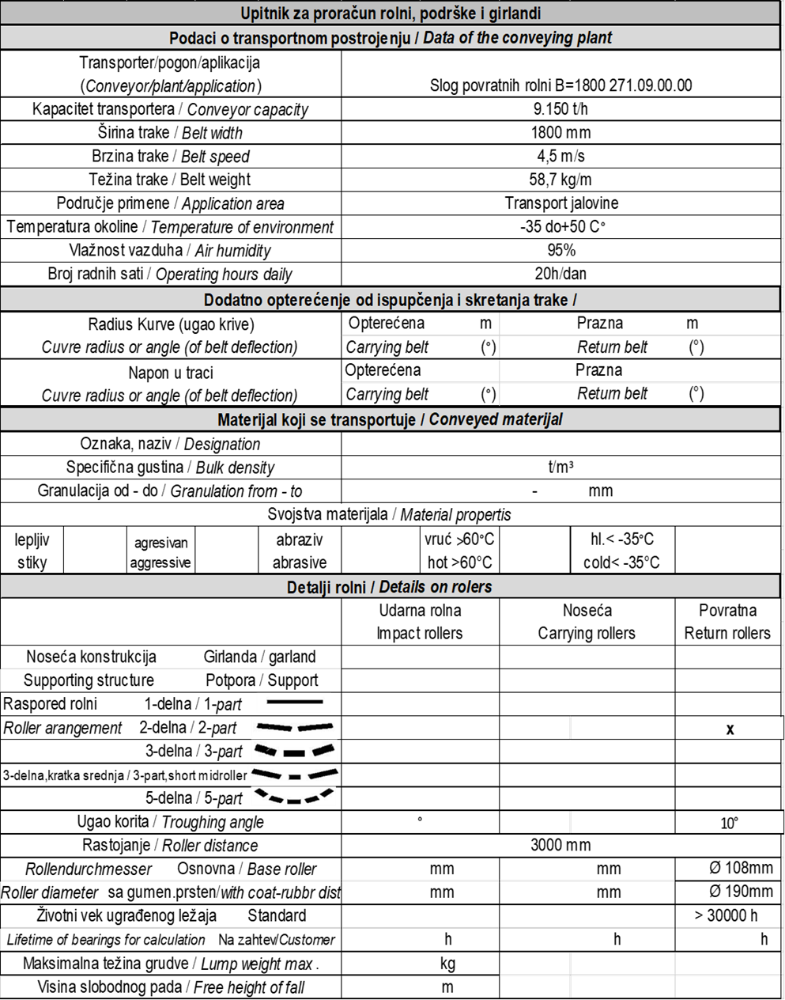 Upitnik za proračun rolni, podrške i girlandi
Podaci o transportnom postrojenju / Data of the conveying plant
Transporter/pogon/aplikacija
(Conveyor/plant/application) Slog povratnih rolni B=1800 271.09.00.00
Kapacitet transportera / Conveyor capacity 9.150 t/h
Širina trake / Belt width 1800 mm
Brzina trake / Belt speed 4,5 m/s
Težina trake / Belt weight 58,7 kg/m
Područje primene / Application area Transport jalovine
Temperatura okoline / Temperature of environment -35 do+50 C°
Vlažnost vazduha / Air humidity 95%
Broj radnih sati / Operating hours daily 20h/dan
Dodatno opterećenje od ispupčenja i skretanja trake /
Radius Kurve (ugao krive) Opterećena m Prazna m
Cuvre radius or angle (of belt deflection) Carrying belt (°) Return belt (°)
Napon u traci Opterećena Prazna
Cuvre radius or angle (of belt deflection) Carrying belt (°) Return belt (°)
Materijal koji se transportuje / Conveyed materijal
Oznaka, naziv / Designation
Specifična gustina / Bulk density t/m³
Granulacija od - do / Granulation from - to - mm
Svojstva materijala / Material propertis
lepljiv agresivan abraziv vruć >60°C hl.< -35°C
stiky aggressive abrasive hot >60°C cold< -35°C
Detalji rolni / Details on rolers
Udarna rolna Noseća Povratna
Impact rollers Carrying rollers Return rollers
Noseća konstrukcija Girlanda / garland
Supporting structure Potpora / Support
Raspored rolni 1-delna / 1-part
Roller arangement 2-delna / 2-part x
3-delna / 3-part
3-delna,kratka srednja / 3-part,short midroller
5-delna / 5-part
Ugao korita / Troughing angle ° 10°
Rastojanje / Roller distance 3000 mm
Rollendurchmesser Osnovna / Base roller mm mm Ø 108mm
Roller diameter sa gumen.prsten/with coat-rubbr dist mm mm Ø 190mm
Životni vek ugrađenog ležaja Standard > 30000 h
Lifetime of bearings for calculation Na zahtev/Customer h h h
Maksimalna težina grudve / Lump weight max . kg
Visina slobodnog pada / Free height of fall m